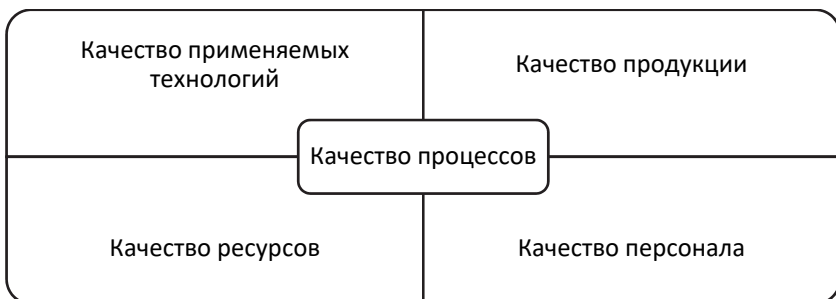 Качество применяемых
технологий
Качество продукции
Качество процессов
Качество ресурсов
Качество персонала